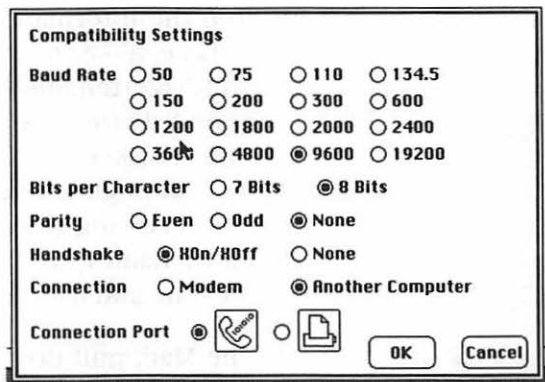 Compatibility Settings
Baud Rate 50 75 110 134.5
150 200 300 600
1200 1800 2000 2400
3600 4800 9600 19200
Bits per Character 7 Bits 8 Bits
Parity Even Odd None
Handshake XOn/XOff None
Connection Modem Another Computer
Connection Port
OK Cancel